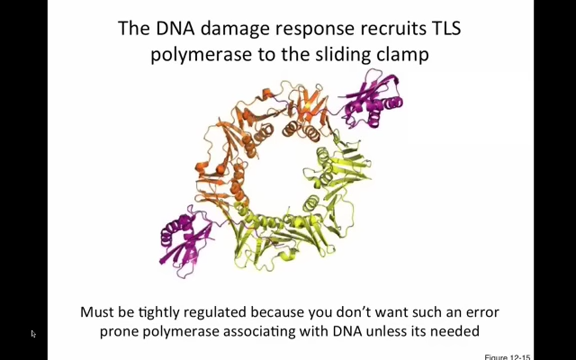 The DNA damage response recruits TLS
polymerase to the sliding clamp
Must be tightly regulated because you don't want such an error
prone polymerase associating with DNA unless its needed
Figure 12-15